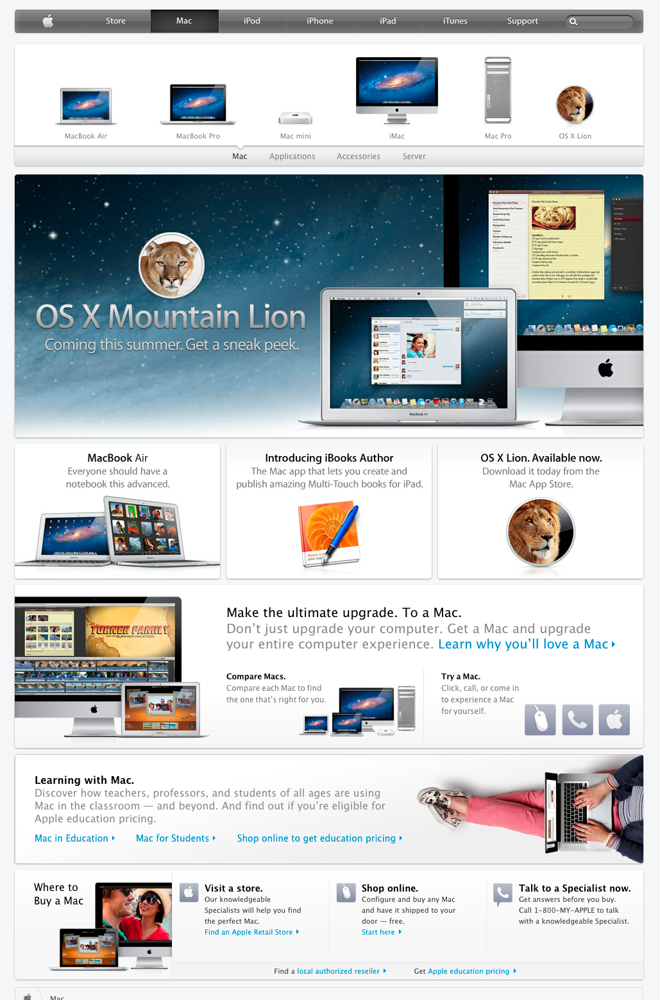 Store
Mac
iPod
iPhone
iPad
iTunes
Support
MacBook Air
MacBook Pro
Mac mini
iMac
Mac Pro
OS X Lion
Mac
Applications
Accessories
Server
OS X Mountain Lion
Coming this summer. Get a sneak peek.
Chocolate Chip Cookie Recipe
Ingredients
MacBook Air
MacBook Air
Everyone should have a
notebook this advanced.
Introducing iBooks Author
The Mac app that lets you create and
publish amazing Multi-Touch books for iPad.
OS X Lion. Available now.
Download it today from the
Mac App Store.
TURNER FAMILY
AND THE SUMMER VACATION
Make the ultimate upgrade. To a Mac.
Don't just upgrade your computer. Get a Mac and upgrade
your entire computer experience. Learn why you'll love a Mac
Compare Macs.
Compare each Mac to find
the one that's right for you.
Try a Mac.
Click, call, or come in
to experience a Mac
for yourself.
Learning with Mac.
Discover how teachers, professors, and students of all ages are using
Mac in the classroom — and beyond. And find out if you're eligible for
Apple education pricing.
Mac in Education
Mac for Students
Shop online to get education pricing
Where to
Buy a Mac
Visit a store.
Our knowledgeable
Specialists will help you find
the perfect Mac.
Find an Apple Retail Store
Shop online.
Configure and buy any Mac
and have it shipped to your
door — free.
Start here
Talk to a Specialist now.
Get answers before you buy.
Call 1-800-MY-APPLE to talk
with a knowledgeable Specialist.
Find a local authorized reseller
Get Apple education pricing
Mac